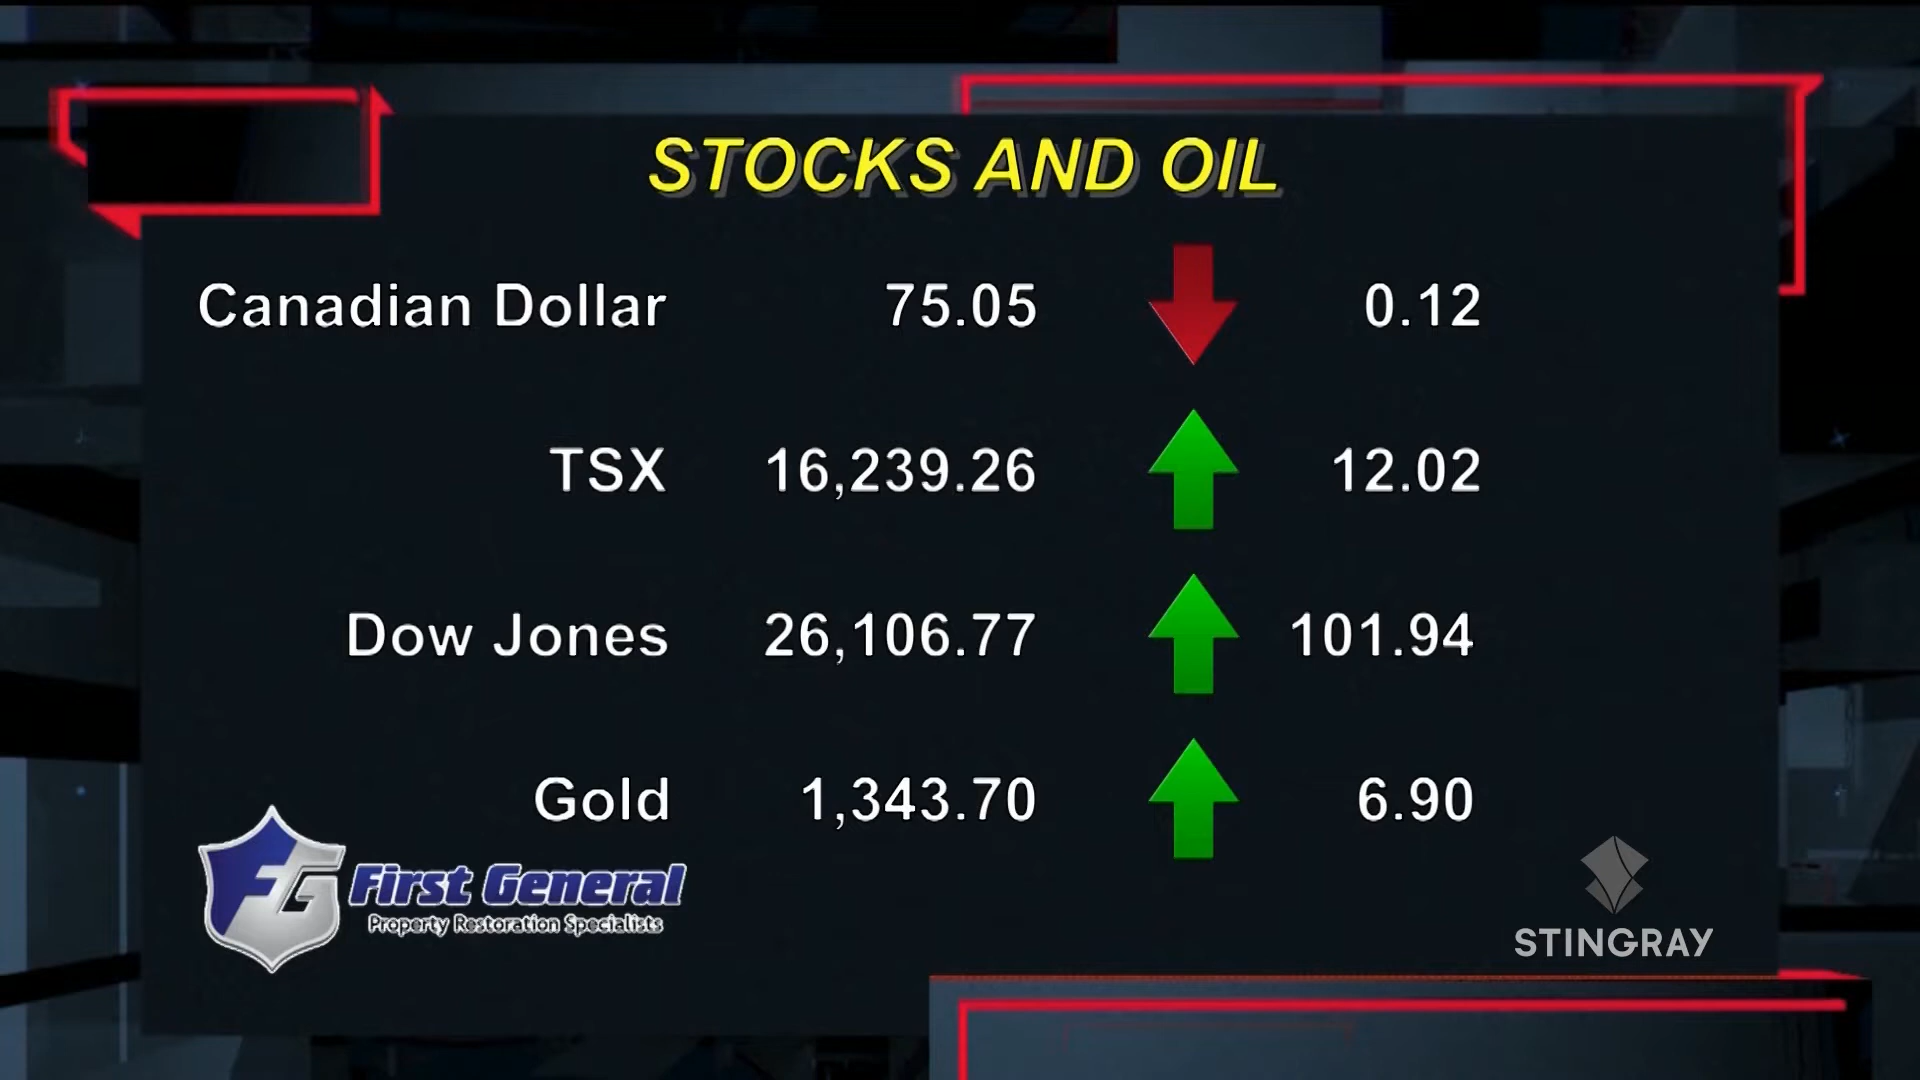 STOCKS AND OIL
Canadian Dollar 75.05 0.12
TSX 16,239.26 12.02
Dow Jones 26,106.77 101.94
Gold 1,343.70 6.90
FG First General
Property Restoration Specialists
STINGRAY